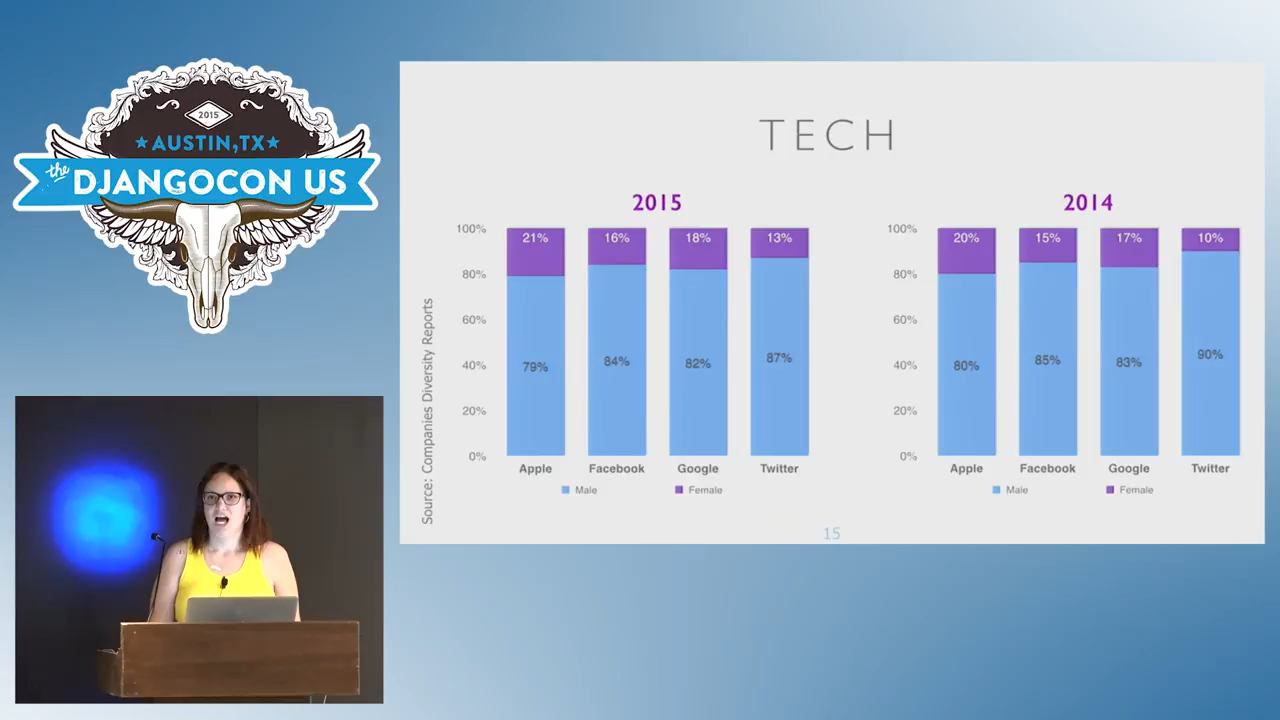 2015
★ AUSTIN,TX ★
the
DJANGOCON US
TECH
2015
2014
Source: Companies Diversity Reports
100%
80%
60%
40%
20%
0%
21%
16%
18%
13%
79%
84%
82%
87%
Apple
Facebook
Google
Twitter
Male
Female
100%
80%
60%
40%
20%
0%
20%
15%
17%
10%
80%
85%
83%
90%
Apple
Facebook
Google
Twitter
Male
Female
15